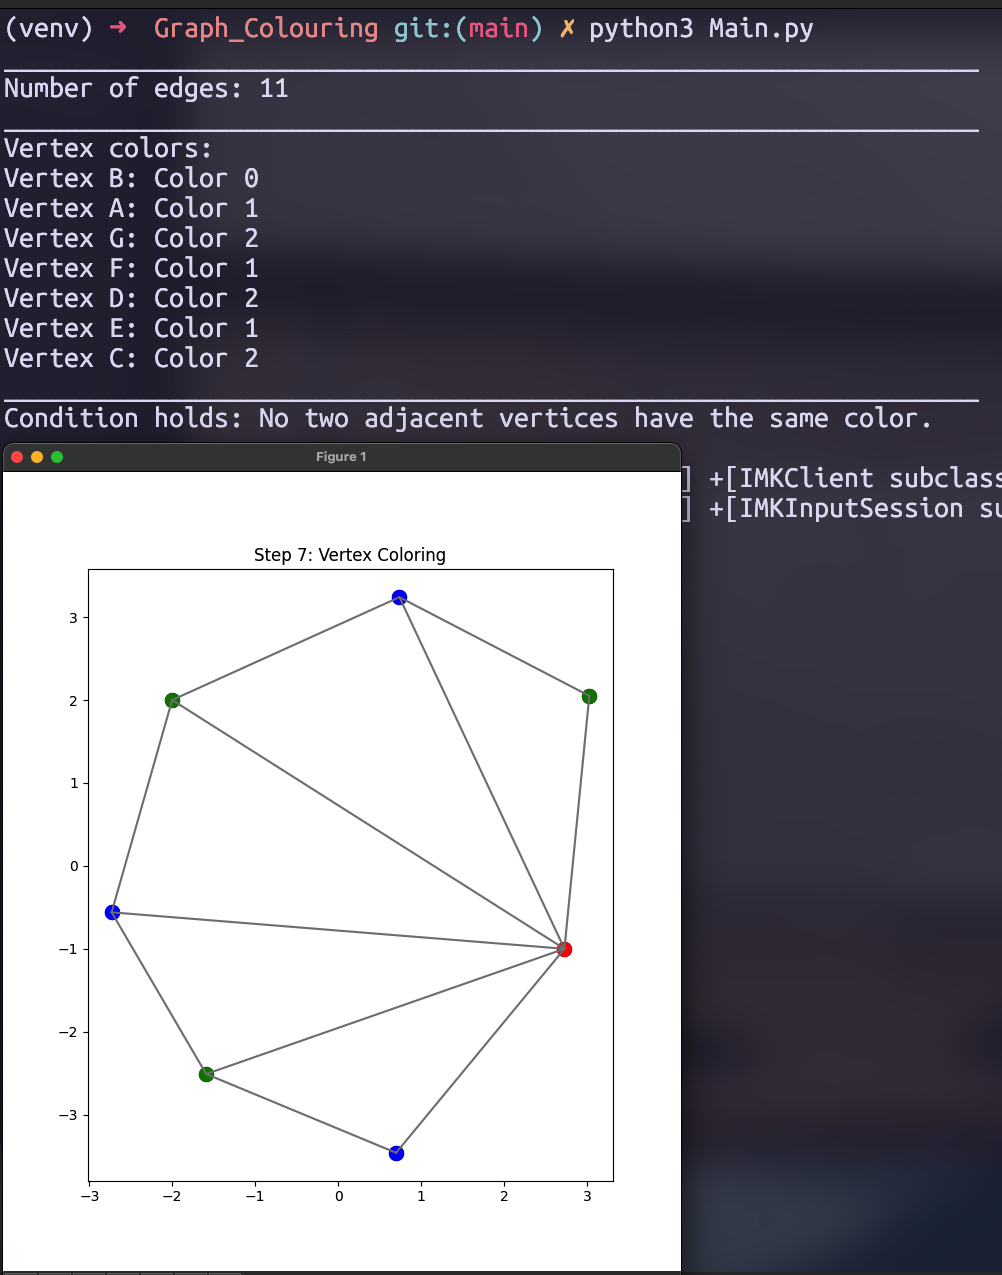 (venv) ➜ Graph_Colouring git:(main) ✗ python3 Main.py
Number of edges: 11
Vertex colors:
Vertex B: Color 0
Vertex A: Color 1
Vertex G: Color 2
Vertex F: Color 1
Vertex D: Color 2
Vertex E: Color 1
Vertex C: Color 2
Condition holds: No two adjacent vertices have the same color.
] +[IMKClient subclass
] +[IMKInputSession su
Figure 1
Step 7: Vertex Coloring
3
2
1
0
−1
−2
−3
−3 −2 −1 0 1 2 3